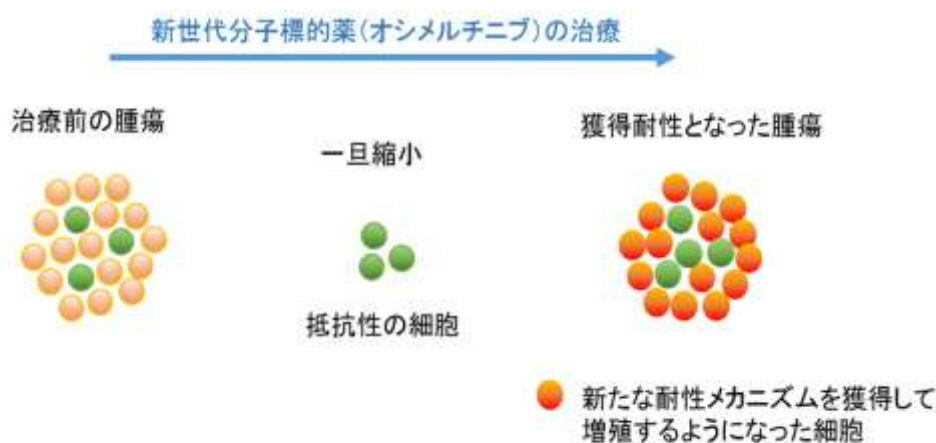 新世代分子標的薬(オシメルチニブ)の治療
治療前の腫瘍
一旦縮小
獲得耐性となった腫瘍
抵抗性の細胞
新たな耐性メカニズムを獲得して
増殖するようになった細胞